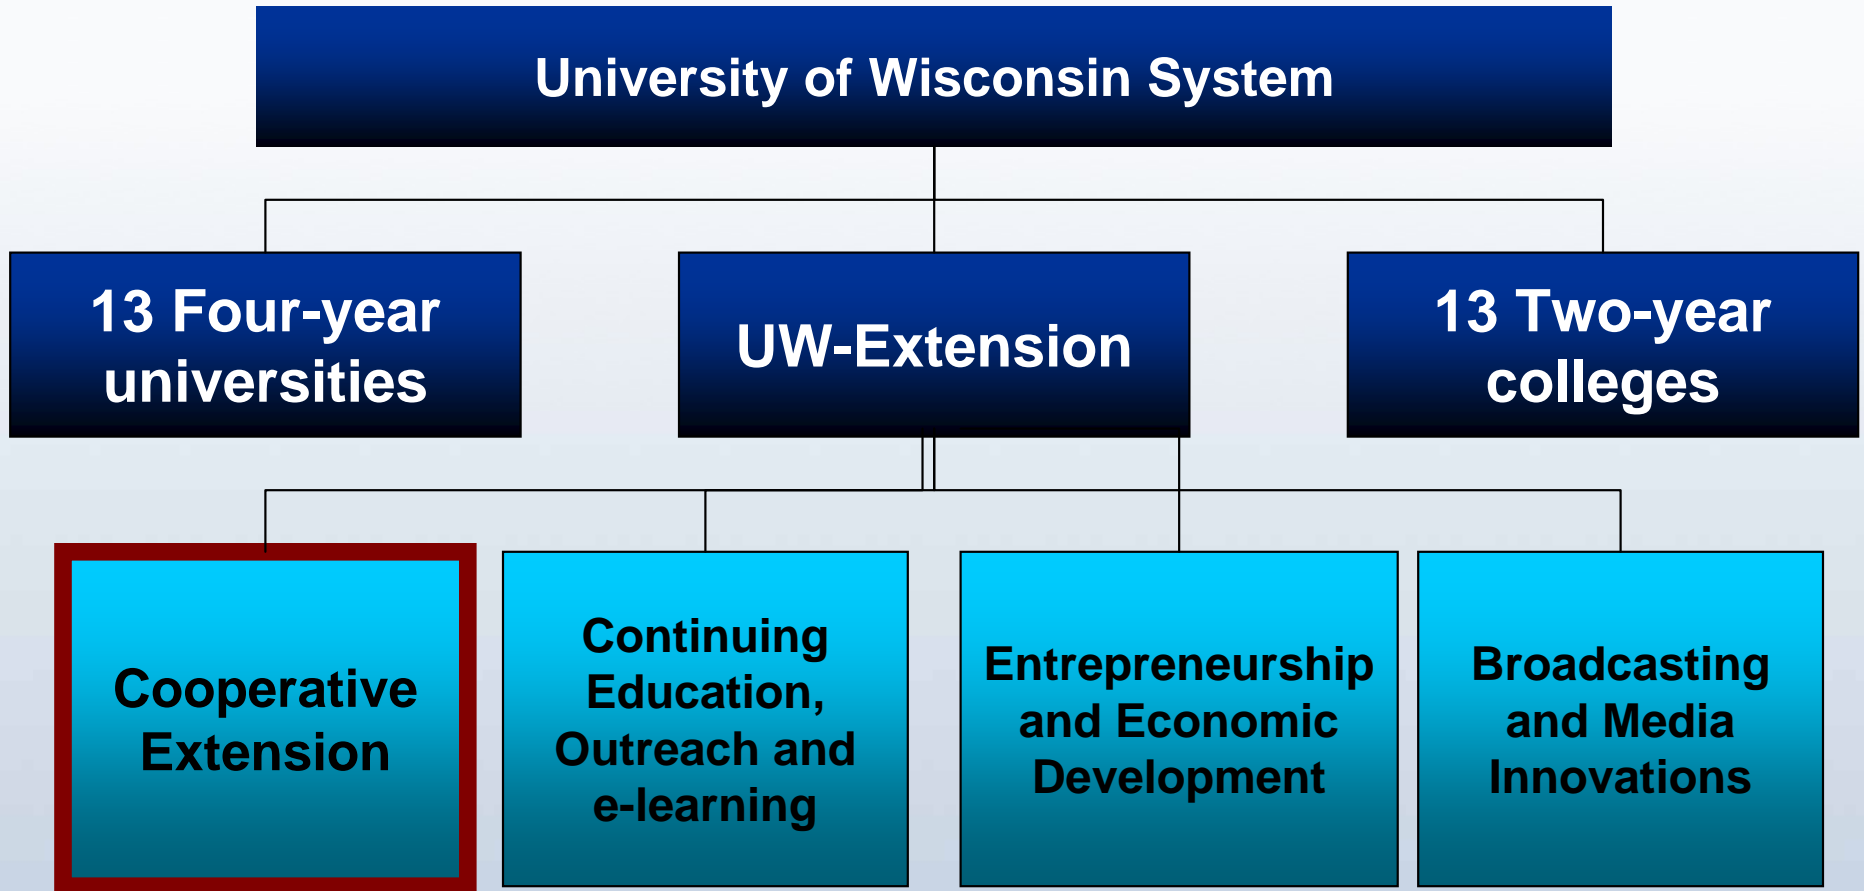 University of Wisconsin System
13 Four-year
universities
UW-Extension
13 Two-year
colleges
Cooperative
Extension
Continuing
Education,
Outreach and
e-learning
Entrepreneurship
and Economic
Development
Broadcasting
and Media
Innovations